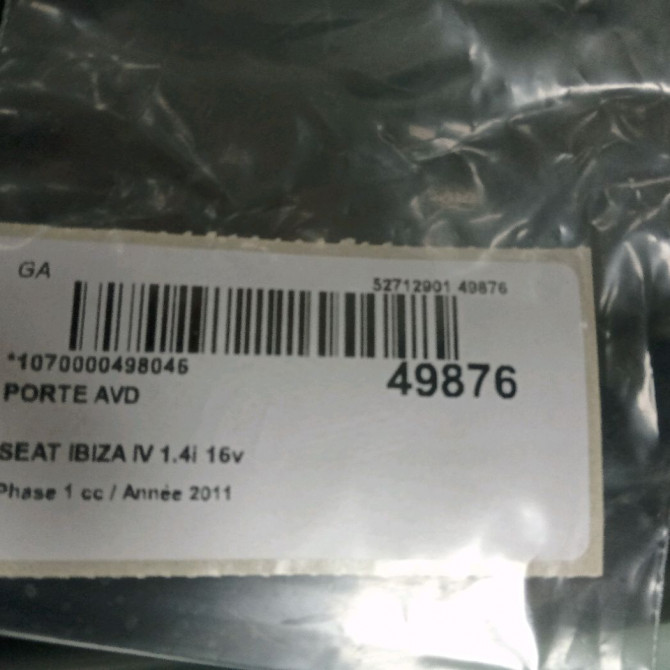 GA
52712901 49876
*1070000498046
49876
PORTE AVD
SEAT IBIZA IV 1.4i 16v
Phase 1 cc / Année 2011